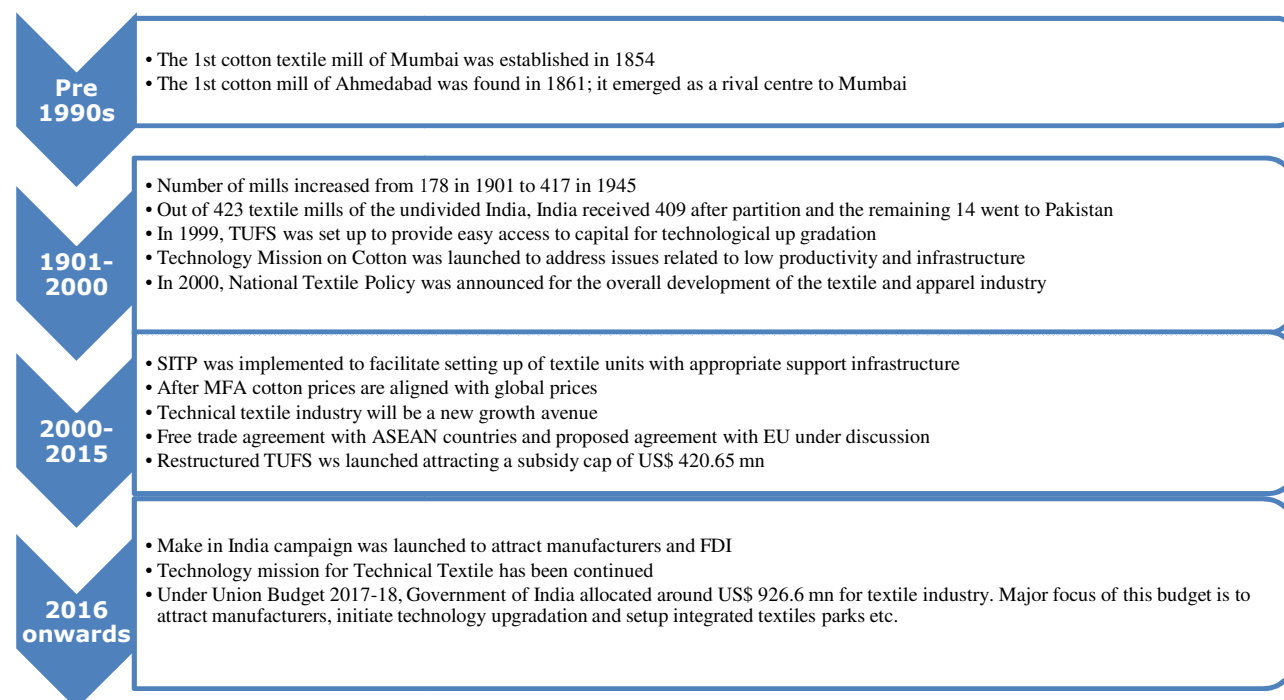 Pre
1990s
• The 1st cotton textile mill of Mumbai was established in 1854
• The 1st cotton mill of Ahmedabad was found in 1861; it emerged as a rival centre to Mumbai
1901-
2000
• Number of mills increased from 178 in 1901 to 417 in 1945
• Out of 423 textile mills of the undivided India, India received 409 after partition and the remaining 14 went to Pakistan
• In 1999, TUFS was set up to provide easy access to capital for technological up gradation
• Technology Mission on Cotton was launched to address issues related to low productivity and infrastructure
• In 2000, National Textile Policy was announced for the overall development of the textile and apparel industry
2000-
2015
• SITP was implemented to facilitate setting up of textile units with appropriate support infrastructure
• After MFA cotton prices are aligned with global prices
• Technical textile industry will be a new growth avenue
• Free trade agreement with ASEAN countries and proposed agreement with EU under discussion
• Restructured TUFS ws launched attracting a subsidy cap of US$ 420.65 mn
2016
onwards
• Make in India campaign was launched to attract manufacturers and FDI
• Technology mission for Technical Textile has been continued
• Under Union Budget 2017-18, Government of India allocated around US$ 926.6 mn for textile industry. Major focus of this budget is to
attract manufacturers, initiate technology upgradation and setup integrated textiles parks etc.